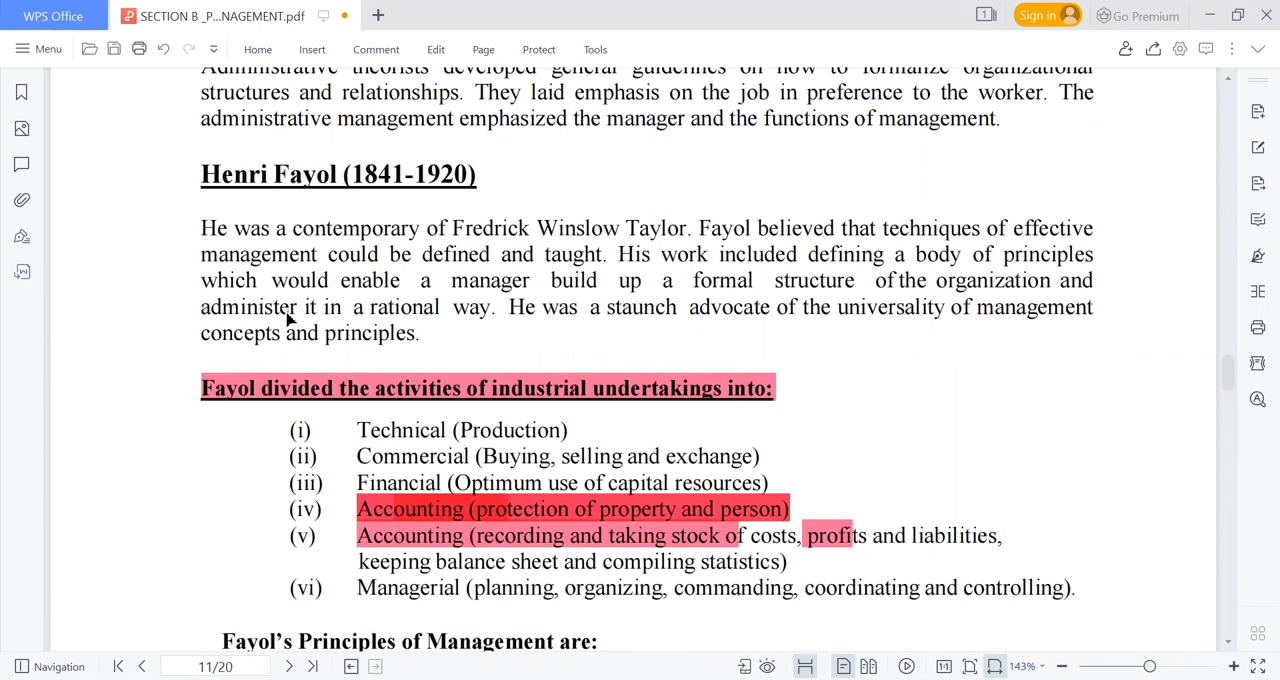 WPS Office
SECTION B _P...NAGEMENT.pdf
Sign in
Go Premium
Menu
Home
Insert
Comment
Edit
Page
Protect
Tools
Administrative theorists developed general guidelines on how to formalize organizational
structures and relationships. They laid emphasis on the job in preference to the worker. The
administrative management emphasized the manager and the functions of management.
Henri Fayol (1841-1920)
He was a contemporary of Fredrick Winslow Taylor. Fayol believed that techniques of effective
management could be defined and taught. His work included defining a body of principles
which would enable a manager build up a formal structure of the organization and
administer it in a rational way. He was a staunch advocate of the universality of management
concepts and principles.
Fayol divided the activities of industrial undertakings into:
(i) Technical (Production)
(ii) Commercial (Buying, selling and exchange)
(iii) Financial (Optimum use of capital resources)
(iv) Accounting (protection of property and person)
(v) Accounting (recording and taking stock of costs, profits and liabilities,
keeping balance sheet and compiling statistics)
(vi) Managerial (planning, organizing, commanding, coordinating and controlling).
Fayol's Principles of Management are:
Navigation
11/20
1:1
143%